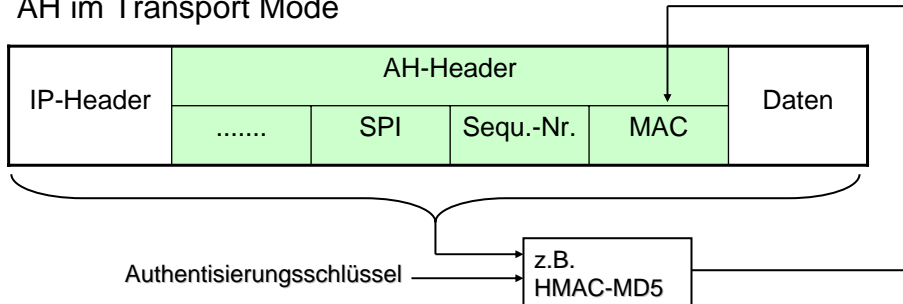 AH im Transport Mode
IP-Header
AH-Header
Daten
.......
SPI
Sequ.-Nr.
MAC
Authentisierungsschlüssel
z.B.
HMAC-MD5